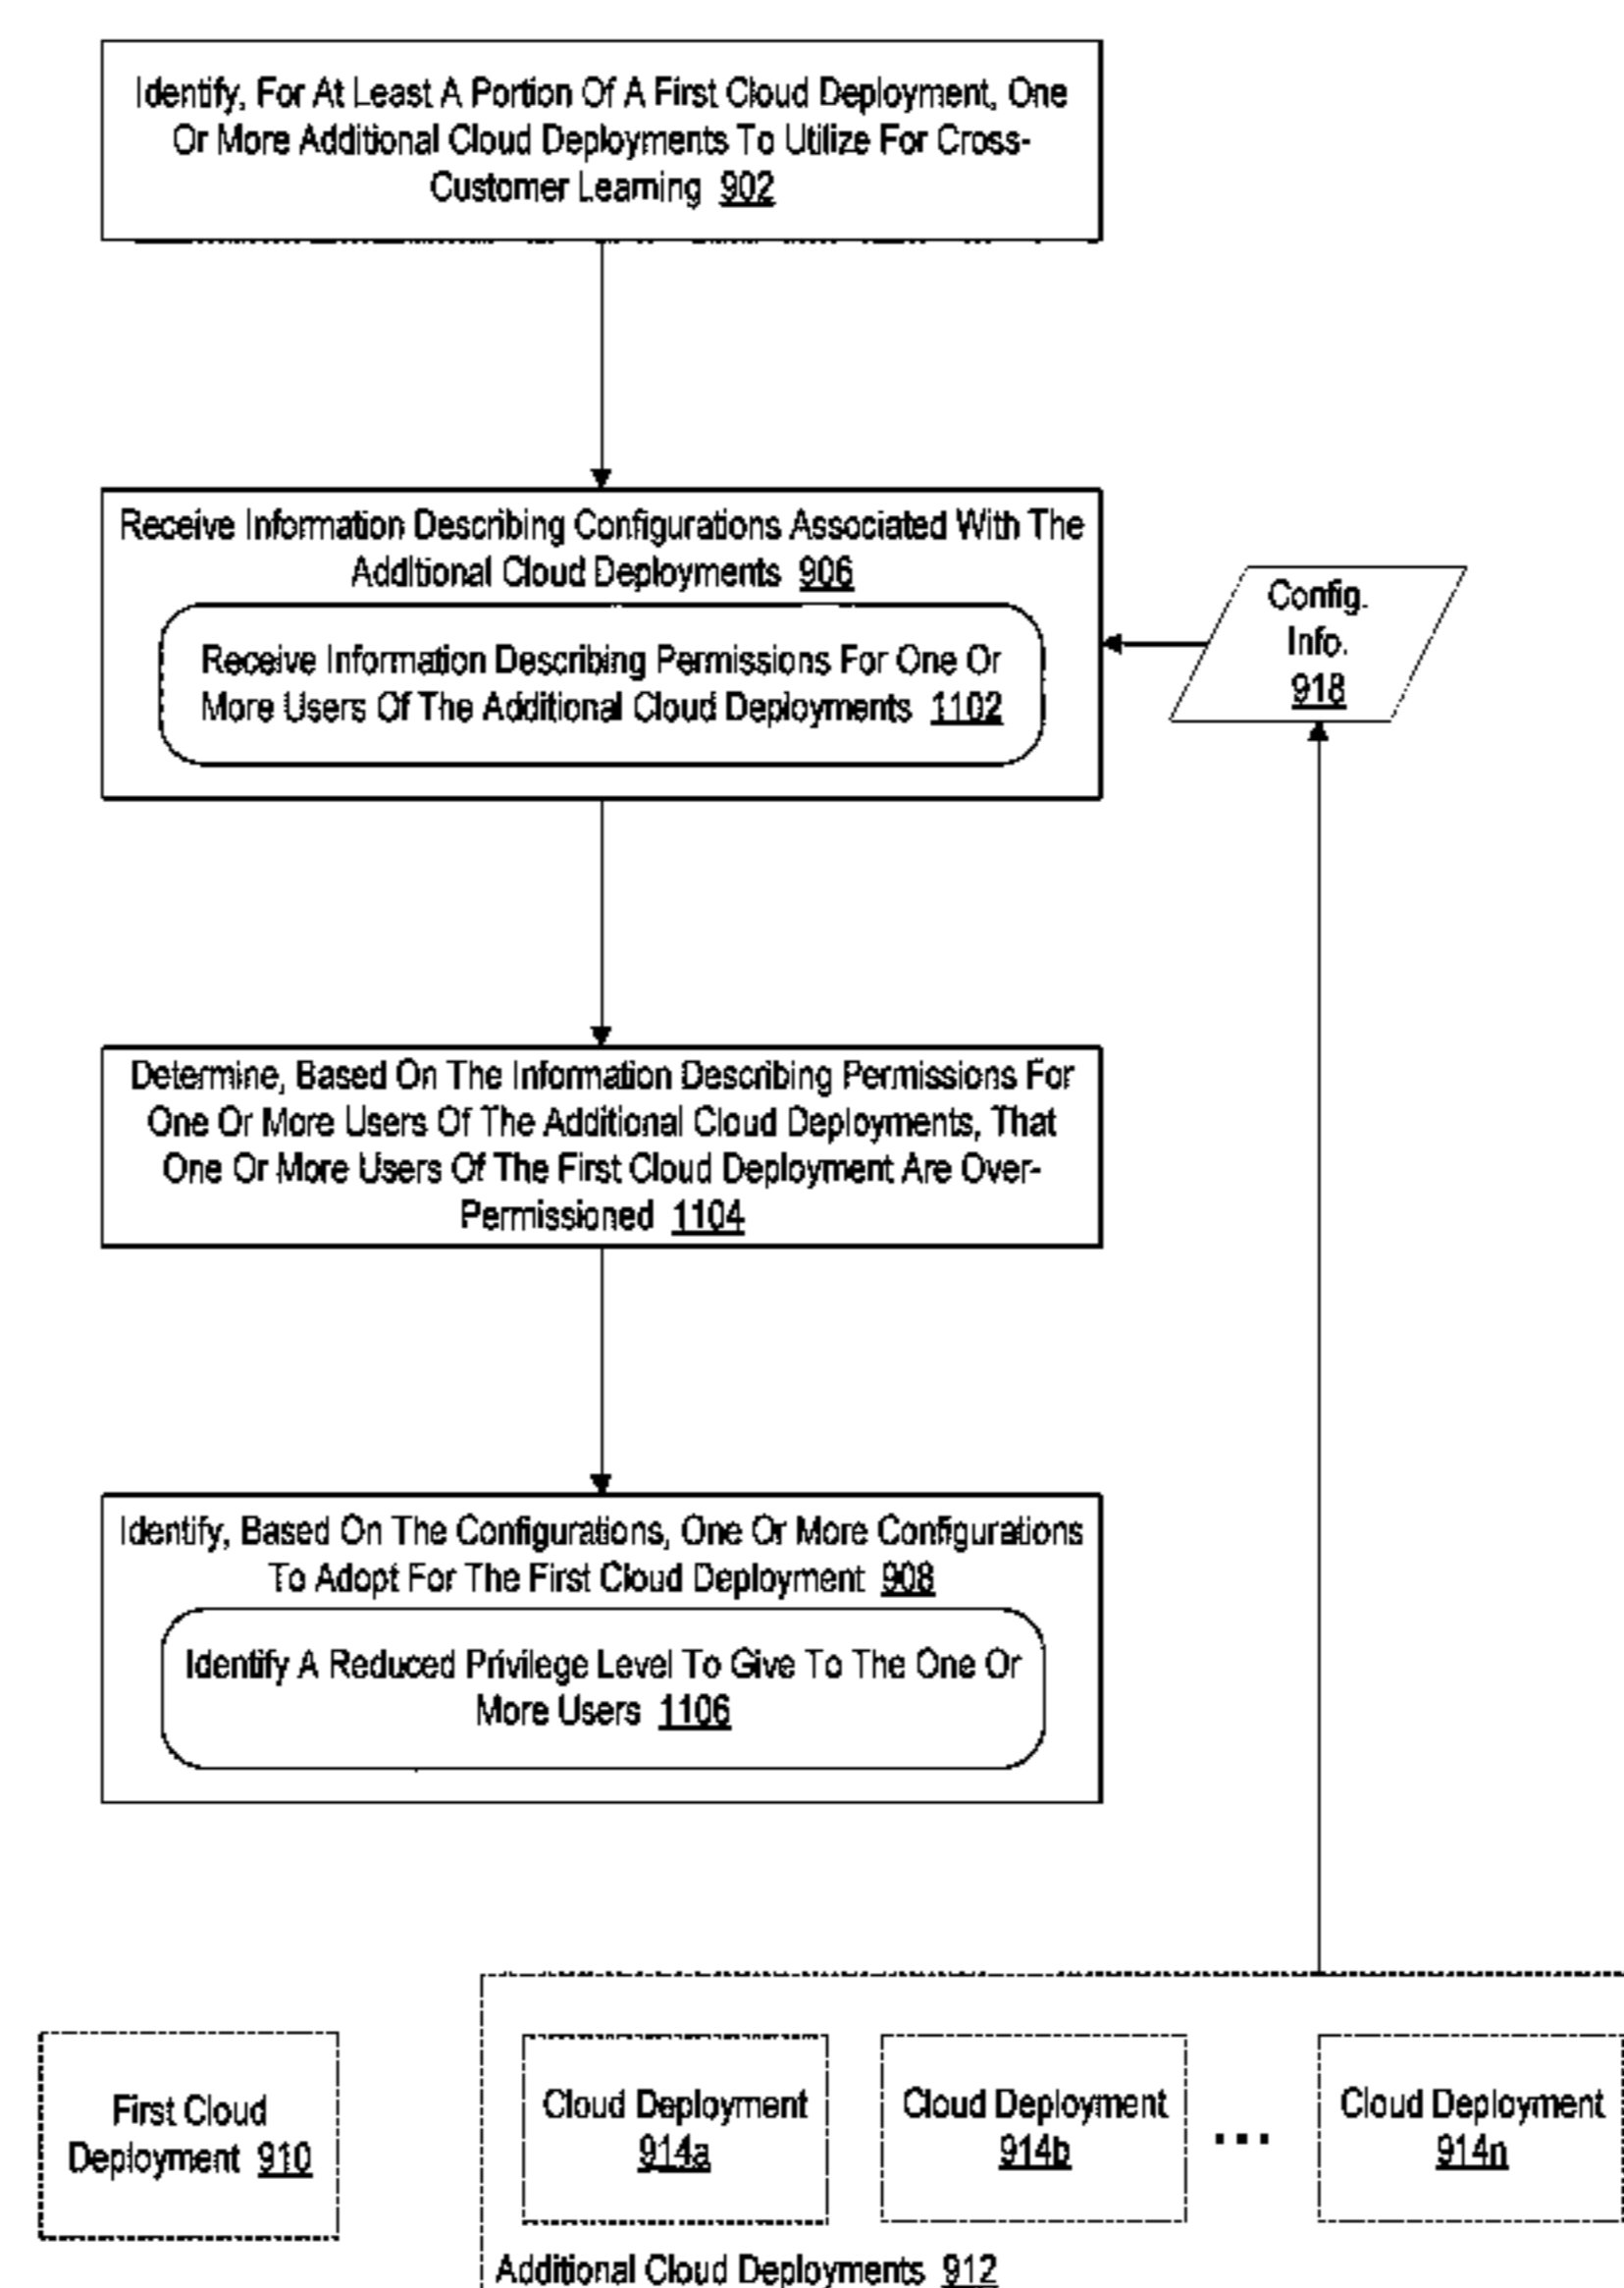 Identify, For At Least A Portion Of A First Cloud Deployment, One
Or More Additional Cloud Deployments To Utilize For Cross-
Customer Learning 902
Receive Information Describing Configurations Associated With The
Additional Cloud Deployments 906
Receive Information Describing Permissions For One Or
More Users Of The Additional Cloud Deployments 1102
Config.
Info.
918
Determine, Based On The Information Describing Permissions For
One Or More Users Of The Additional Cloud Deployments, That
One Or More Users Of The First Cloud Deployment Are Over-
Permissioned 1104
Identify, Based On The Configurations, One Or More Configurations
To Adopt For The First Cloud Deployment 908
Identify A Reduced Privilege Level To Give To The One Or
More Users 1106
First Cloud
Deployment 910
Cloud Deployment
914a
Cloud Deployment
914b
...
Cloud Deployment
914n
Additional Cloud Deployments 912